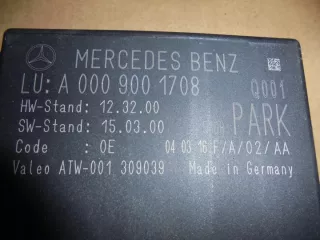 MERCEDES BENZ
LU: A 000 900 1708 Q001
HW-Stand: 12.32.00
SW-Stand: 15.03.00 PARK
Code : 0E 04 03 16 F/A/02/AA
Valeo ATW-001 309039 Made in Germany